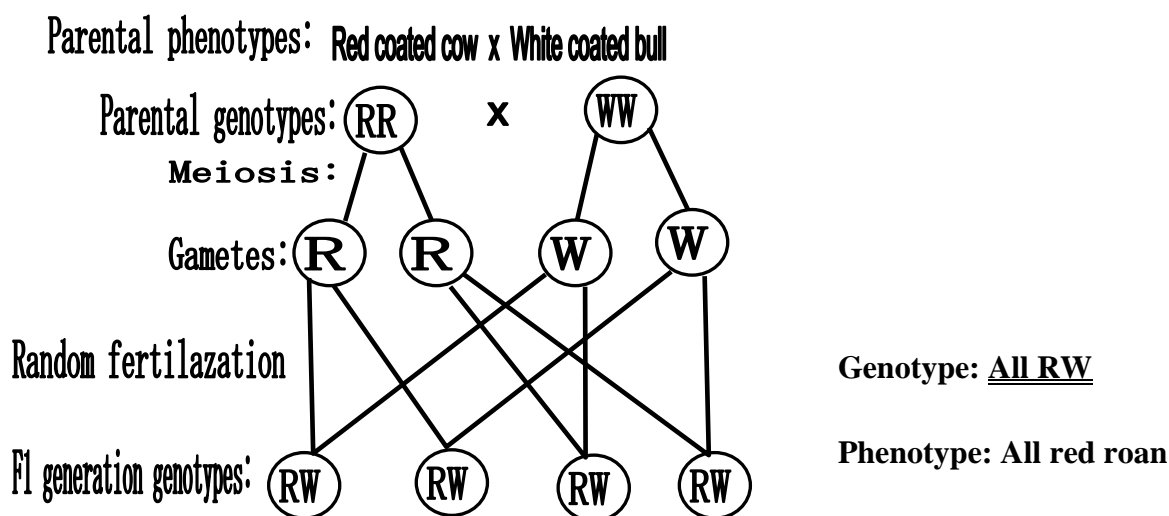 Parental phenotypes: Red coated cow x White coated bull
Parental genotypes: RR x WW
Meiosis:
Gametes: R R W W
Random fertilazation
Genotype: All RW
Phenotype: All red roan
F1 generation genotypes: RW RW RW RW